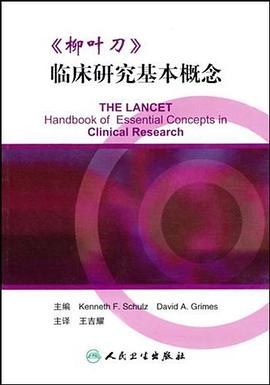 《柳叶刀》
临床研究基本概念
THE LANCET
Handbook of Essential Concepts in
Clinical Research
主编 Kenneth F. Schulz David A. Grimes
主译 王吉耀
人民卫生出版社